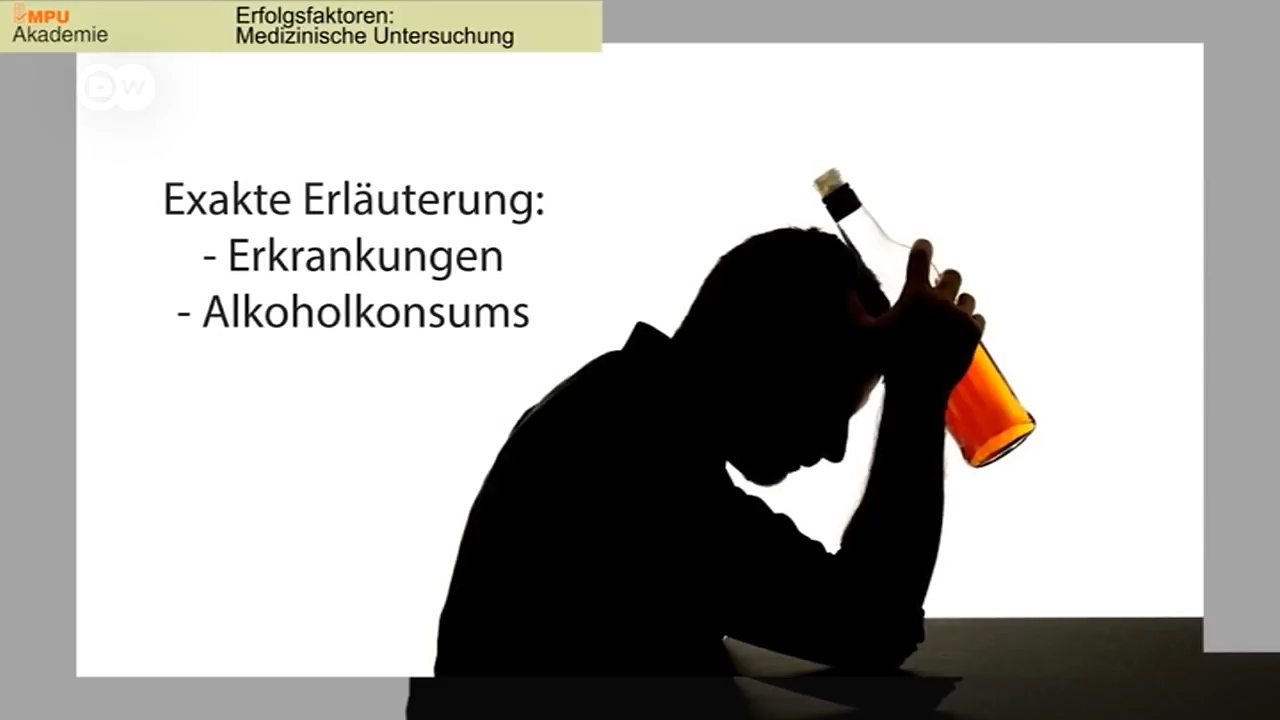 MPU
Akademie
Erfolgsfaktoren:
Medizinische Untersuchung
DW
Exakte Erläuterung:
- Erkrankungen
- Alkoholkonsums